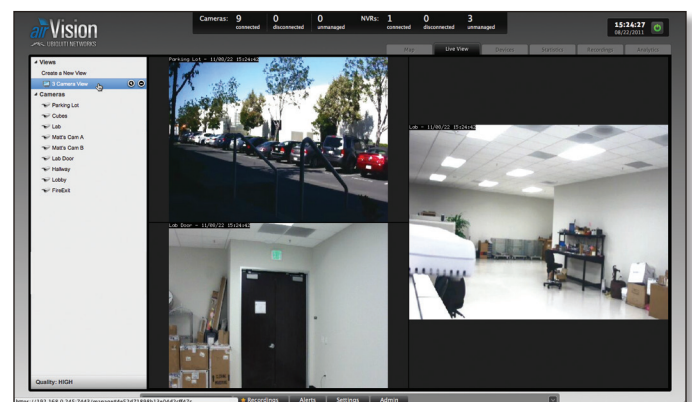 airVision
UBIQUITI NETWORKS
Cameras: 9 connected 0 disconnected 0 unmanaged NVRs: 1 connected 0 disconnected 3 unmanaged
15:24:27
08/22/2011
Map Live View Devices Statistics Recordings Analytics
Views
Create a New View
3 Camera View
Cameras
Parking Lot
Cubes
Lab
Matt's Cam A
Matt's Cam B
Lab Door
Hallway
Lobby
FireExit
Parking Lot - 11/08/22 15:24:42
Lab - 11/08/22 15:24:42
Lab Door - 11/08/22 15:24:42
Quality: HIGH
Recordings Alerts Settings Admin